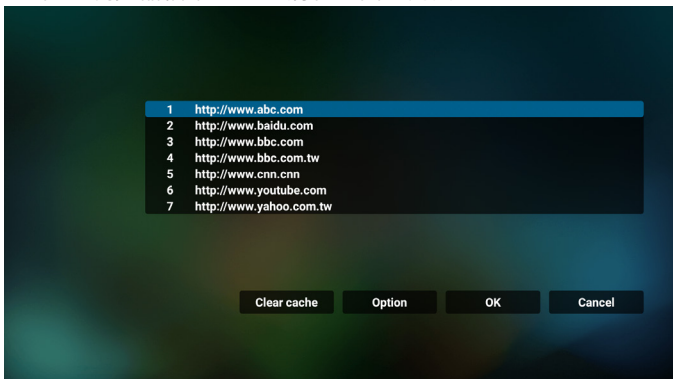 1 http://www.abc.com
2 http://www.baidu.com
3 http://www.bbc.com
4 http://www.bbc.com.tw
5 http://www.cnn.cnn
6 http://www.youtube.com
7 http://www.yahoo.com.tw
Clear cache Option OK Cancel